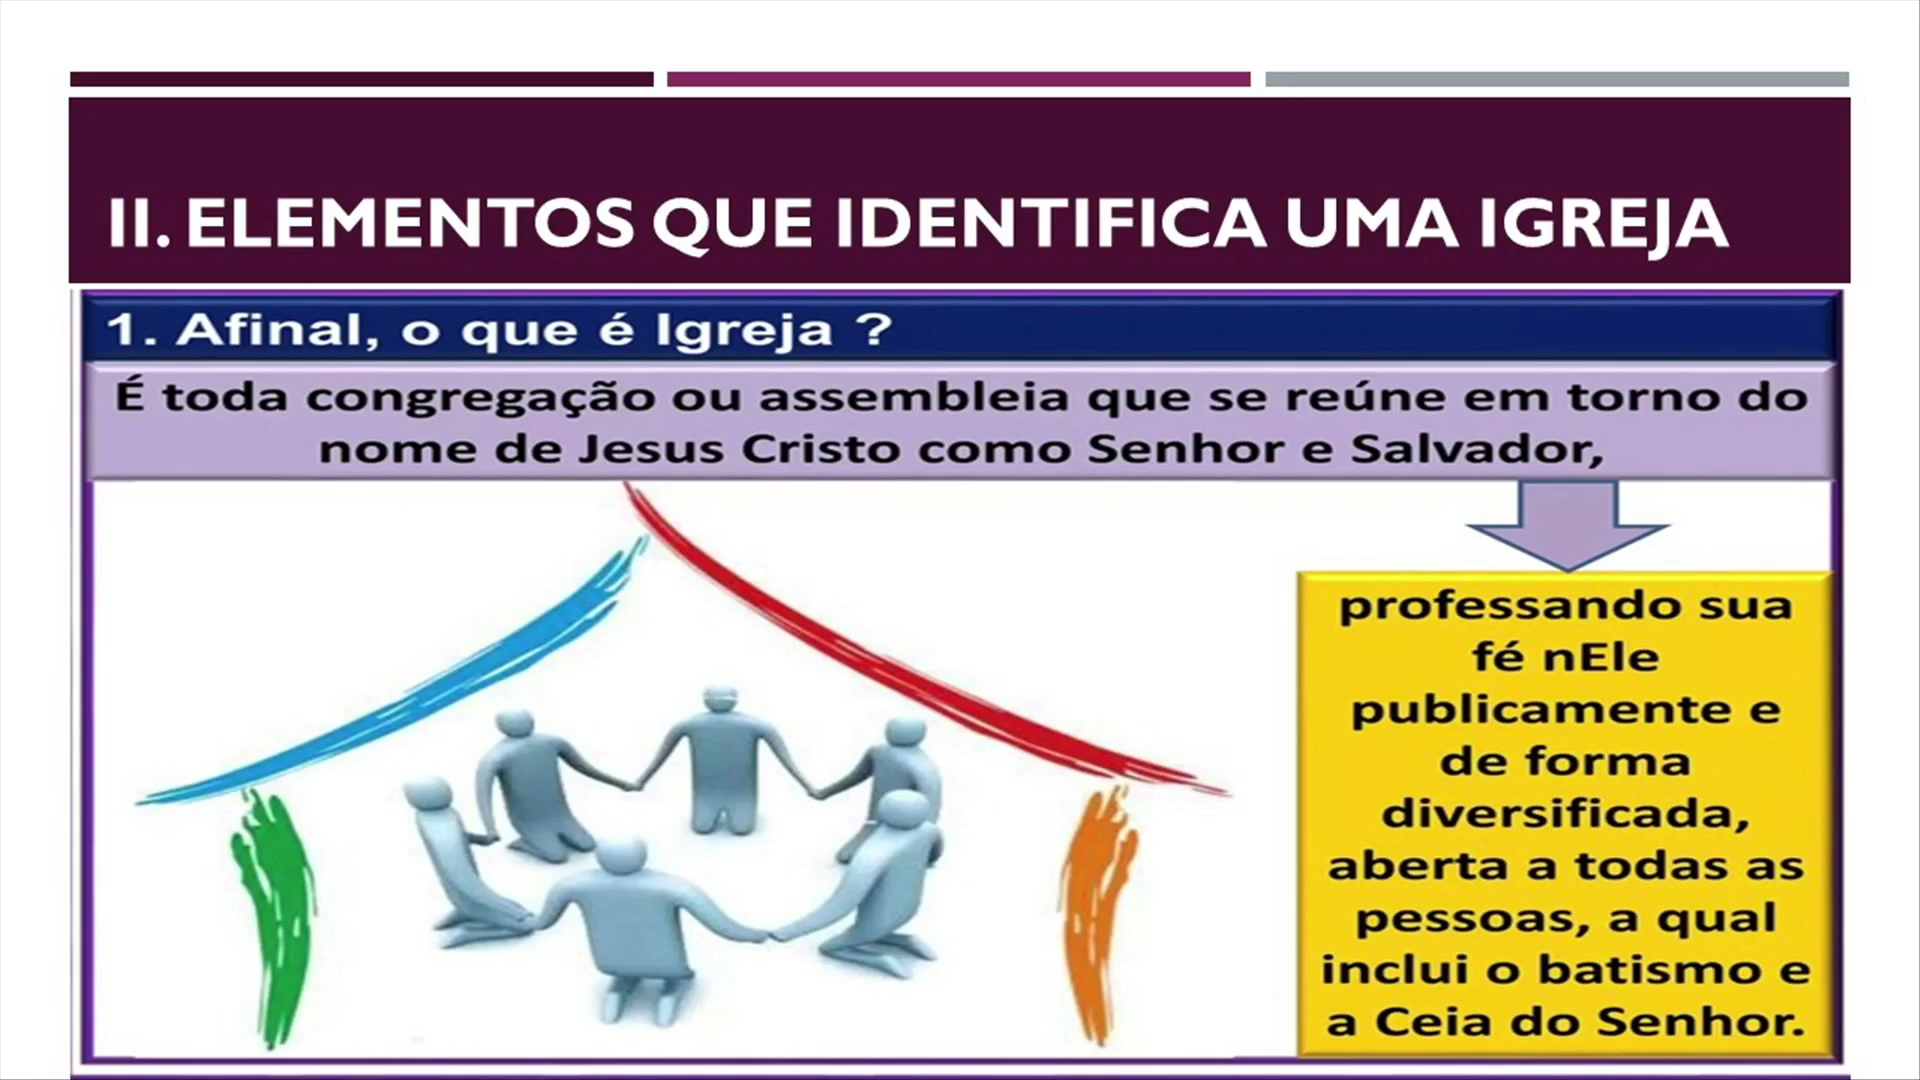 II. ELEMENTOS QUE IDENTIFICA UMA IGREJA
1. Afinal, o que é Igreja ?
É toda congregação ou assembleia que se reúne em torno do
nome de Jesus Cristo como Senhor e Salvador,
professando sua
fé nEle
publicamente e
de forma
diversificada,
aberta a todas as
pessoas, a qual
inclui o batismo e
a Ceia do Senhor.